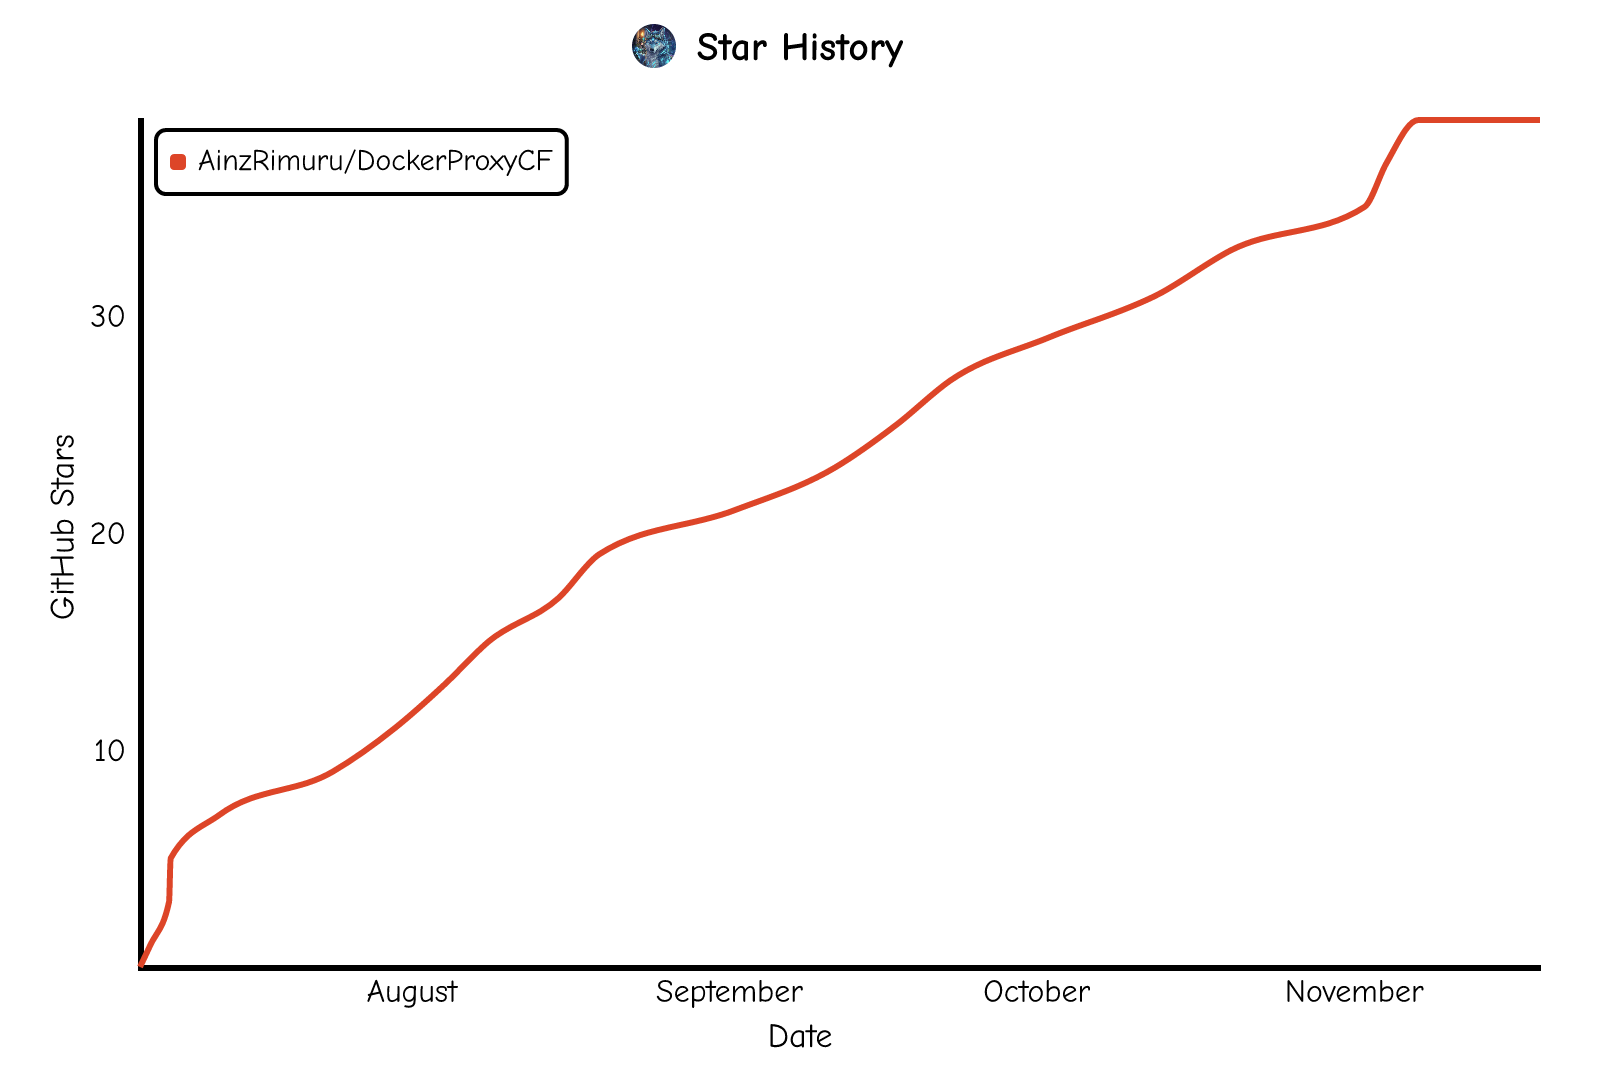 Star History
AinzRimuru/DockerProxyCF
30
20
10
GitHub Stars
August September October November
Date